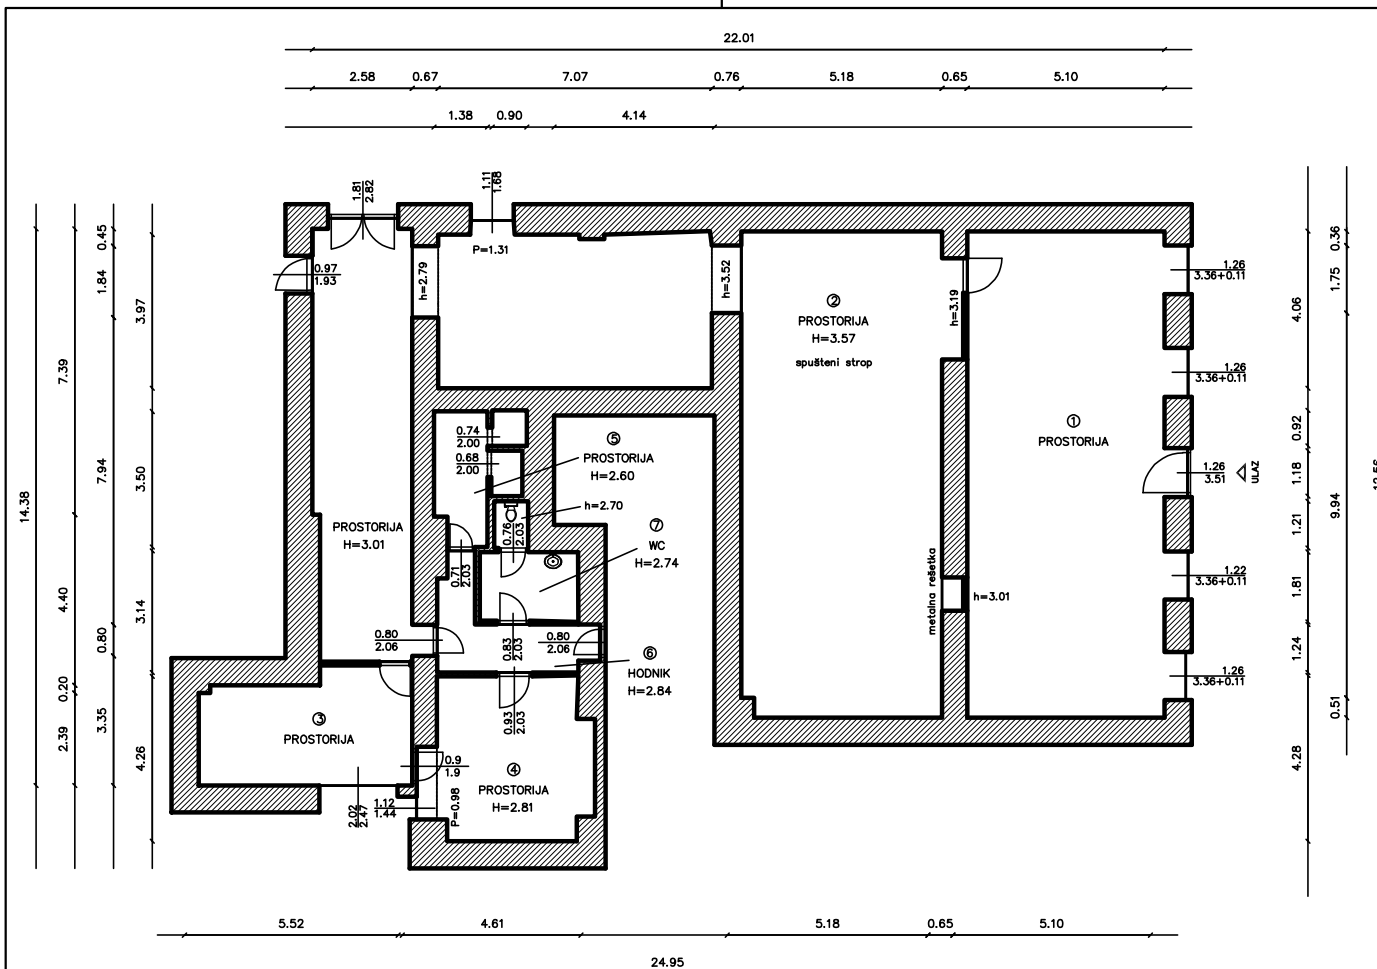 22.01
2.58 0.67 7.07 0.76 5.18 0.65 5.10
1.38 0.90 4.14
1.81
2.82
1.11
1.68
P=1.31
0.97
1.93
h=2.79
h=3.52
h=3.19
②
PROSTORIJA
H=3.57
spušteni strop
①
PROSTORIJA
1.26
3.36+0.11
1.26
3.36+0.11
1.26
3.51
ULAZ
1.22
3.36+0.11
1.26
3.36+0.11
metalna rešetka
h=3.01
0.74
2.00
0.68
2.00
⑤
PROSTORIJA
H=2.60
h=2.70
0.76
2.03
⑦
WC
H=2.74
0.71
2.03
PROSTORIJA
H=3.01
0.80
2.06
0.83
2.03
0.80
2.06
⑥
HODNIK
H=2.84
0.93
2.03
③
PROSTORIJA
④
PROSTORIJA
H=2.81
0.9
1.9
1.12
1.44
P=0.98
2.02
2.47
14.38
7.39
4.40
0.20
2.39
0.45
1.84
7.94
0.80
3.35
3.97
3.50
3.14
4.26
4.06
0.92
1.18
1.21
1.81
1.24
4.28
0.36
1.75
9.94
0.51
5.52 4.61 5.18 0.65 5.10
24.95